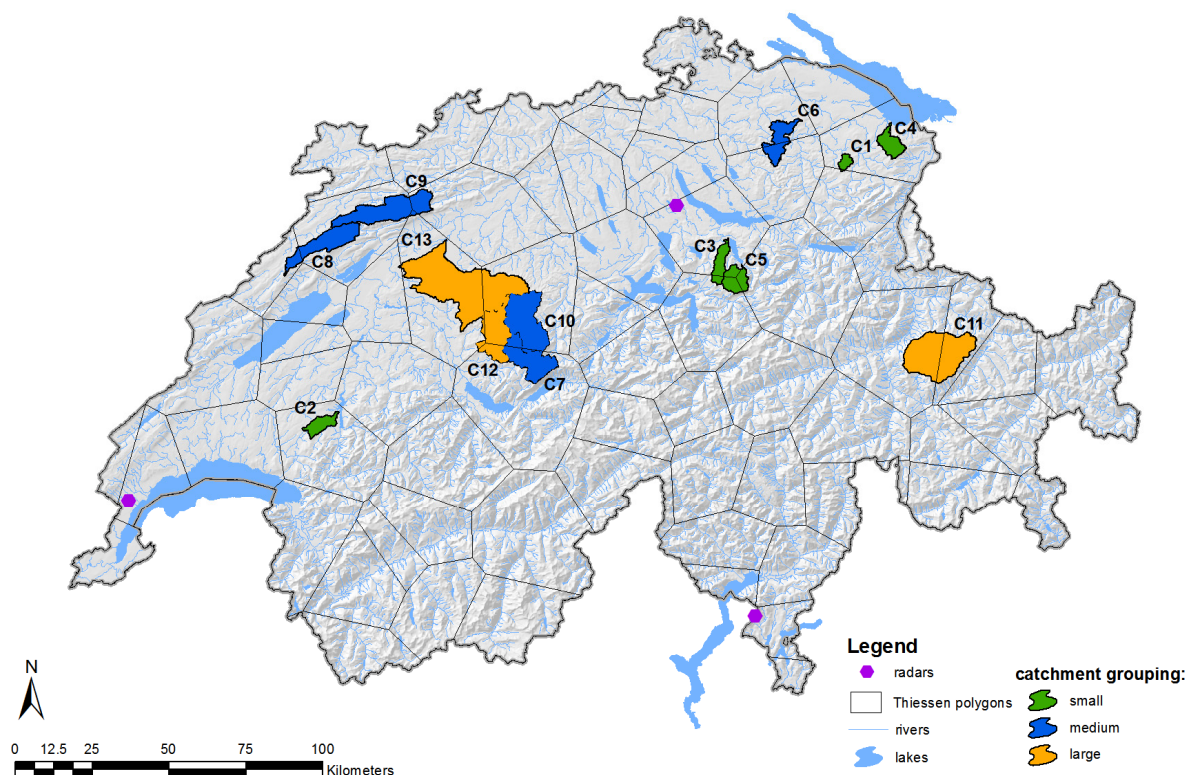 C6
C4
C1
C9
C13
C3
C8
C5
C10
C11
C12
C7
C2
Legend
radars
catchment grouping:
Thiessen polygons
small
rivers
medium
lakes
large
N
0 12.5 25 50 75 100
Kilometers